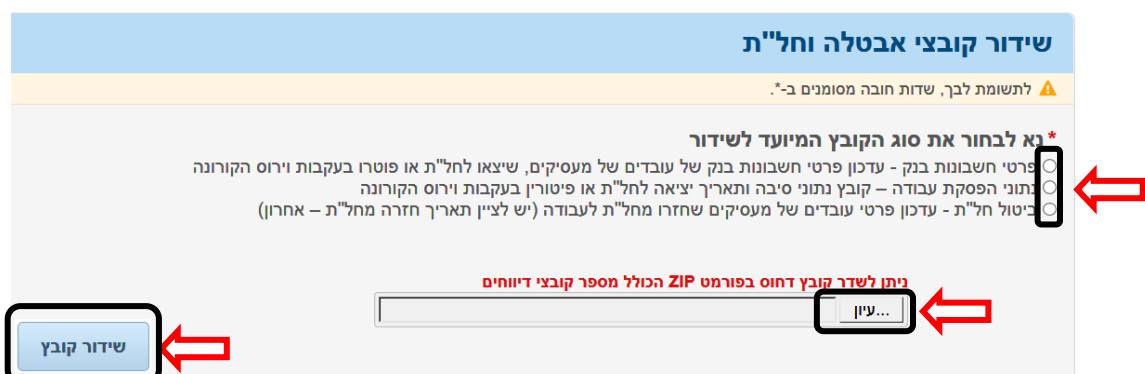 שידור קובצי אבטלה וחל"ת
לתשומת לבך, שדות חובה מסומנים ב-*.
* נא לבחור את סוג הקובץ המיועד לשידור
פרטי חשבונות בנק - עדכון פרטי חשבונות בנק של עובדים של מעסיקים, שיצאו לחל"ת או פוטרו בעקבות וירוס הקורונה
נתוני הפסקת עבודה – קובץ נתוני סיבה ותאריך יציאה לחל"ת או פיטורין בעקבות וירוס הקורונה
ביטול חל"ת - עדכון פרטי עובדים של מעסיקים שחזרו מחל"ת לעבודה (יש לציין תאריך חזרה מחל"ת – אחרון)
ניתן לשדר קובץ דחוס בפורמט ZIP הכולל מספר קובצי דיווחים
עיון...
שידור קובץ